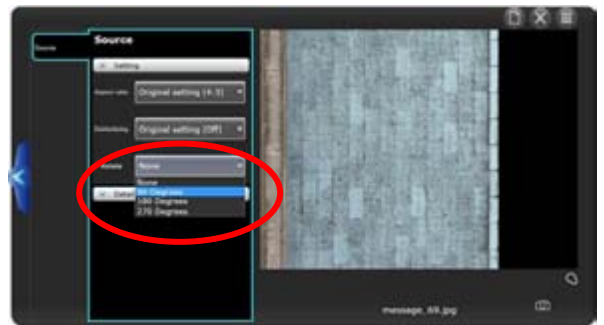 Source
Source
Setting
Aspect ratio
Original setting (4:3)
Original setting (Off)
Rotate
None
None
90 Degrees
180 Degrees
270 Degrees
message_69.jpg